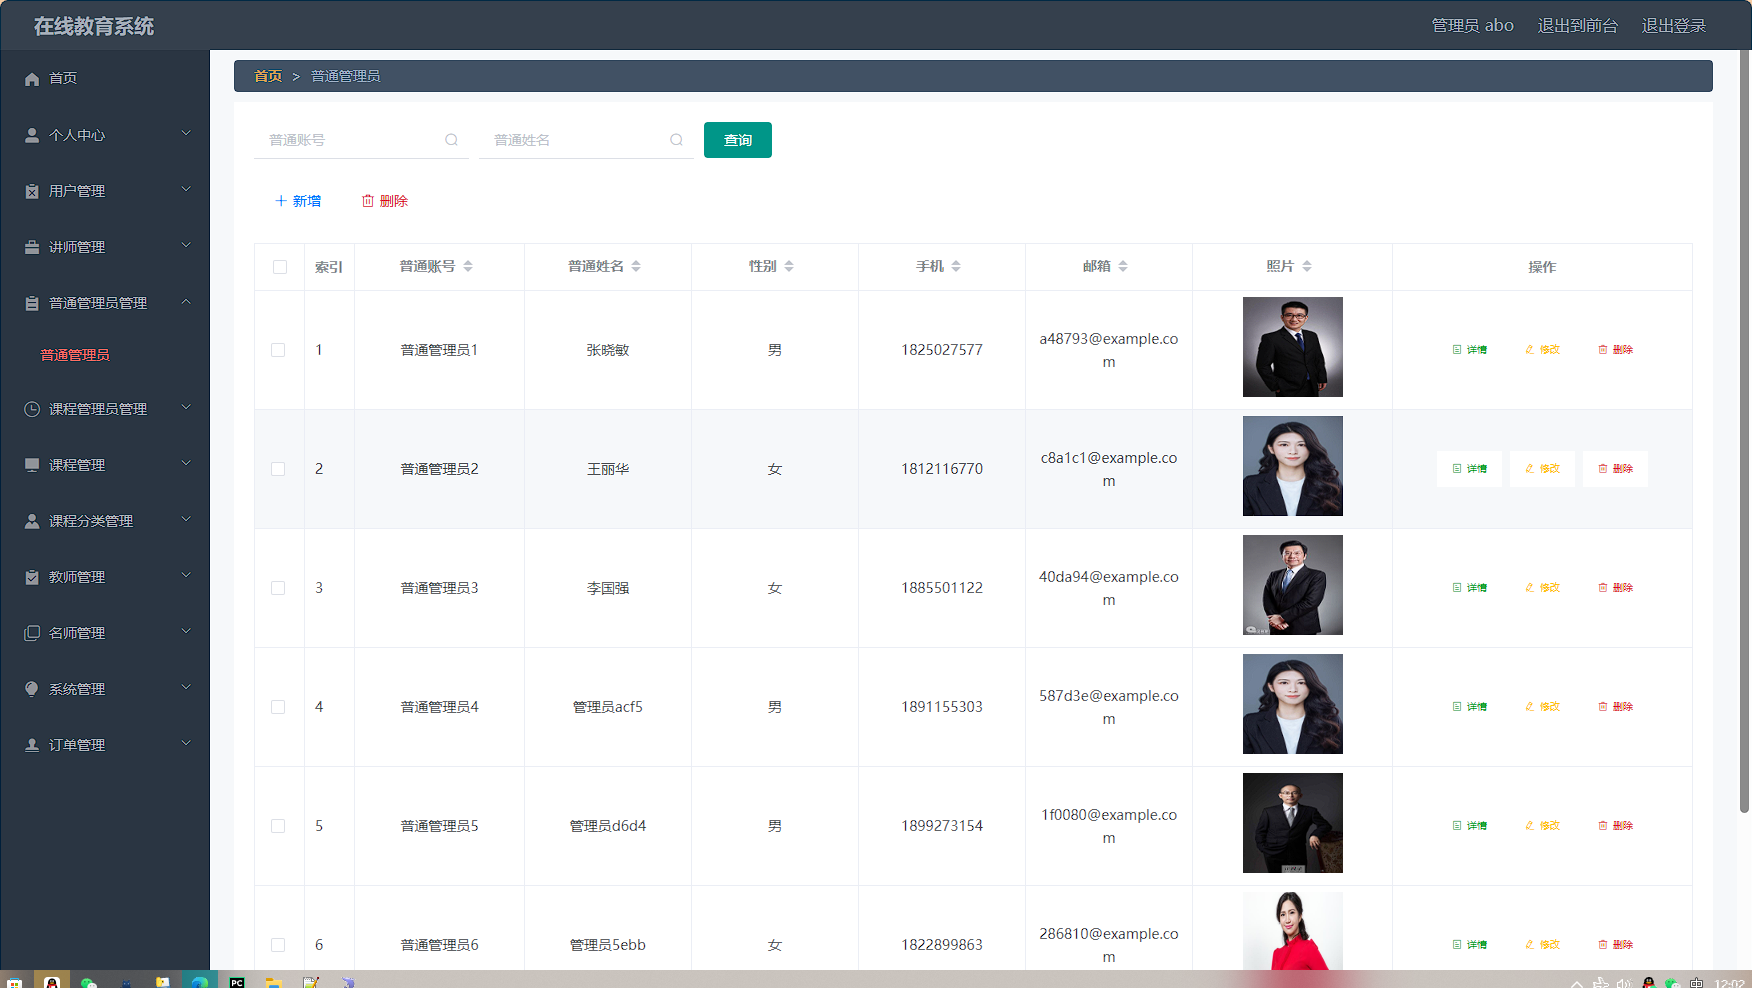 在线教育系统
管理员 abo 退出到前台 退出登录
首页
个人中心
用户管理
讲师管理
普通管理员管理
普通管理员
课程管理员管理
课程管理
课程分类管理
教师管理
名师管理
系统管理
订单管理
首页 > 普通管理员
普通账号 普通姓名 查询
新增 删除
索引 普通账号 普通姓名 性别 手机 邮箱 照片 操作
1 普通管理员1 张晓敏 男 1825027577 a48793@example.co
m
详情 修改 删除
2 普通管理员2 王丽华 女 1812116770 c8a1c1@example.co
m
详情 修改 删除
3 普通管理员3 李国强 女 1885501122 40da94@example.co
m
详情 修改 删除
4 普通管理员4 管理员acf5 男 1891155303 587d3e@example.co
m
详情 修改 删除
5 普通管理员5 管理员d6d4 男 1899273154 1f0080@example.co
m
详情 修改 删除
6 普通管理员6 管理员5ebb 女 1822899863 286810@example.co
m
详情 修改 删除
PC
中 12:02